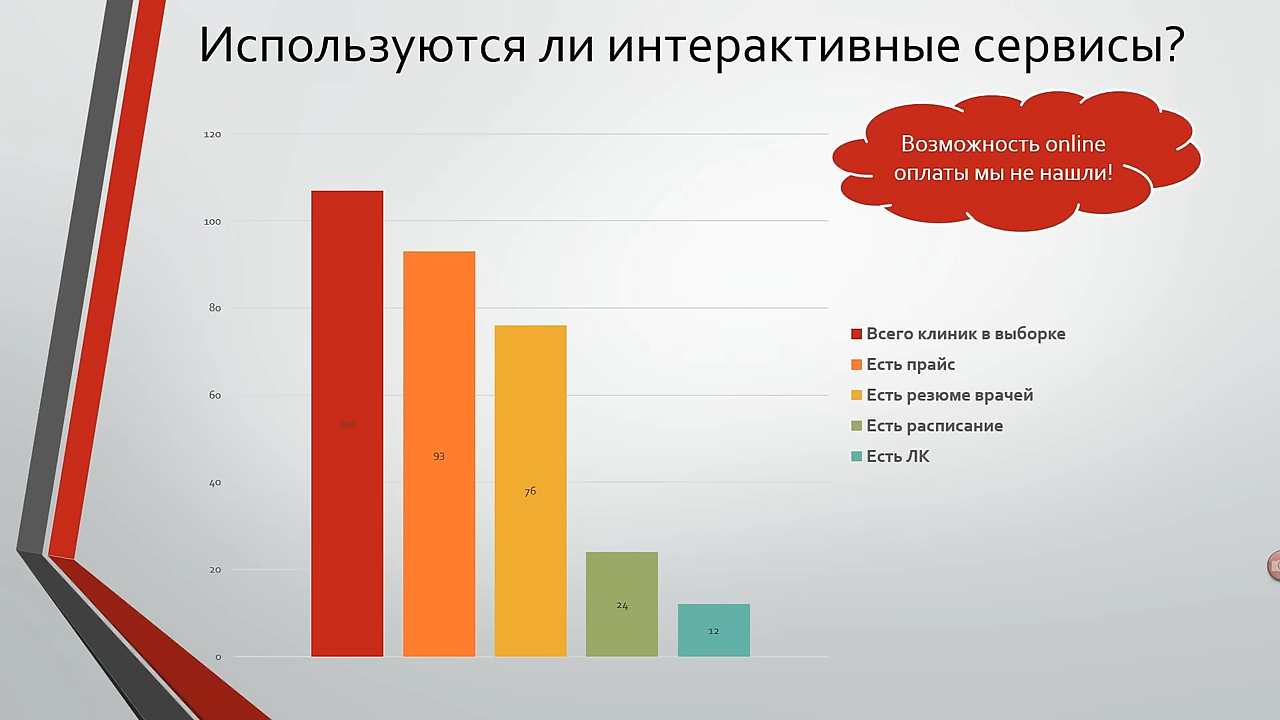 Используются ли интерактивные сервисы?
Возможность online
оплаты мы не нашли!
120
100
80
60
40
20
0
93
76
24
12
Всего клиник в выборке
Есть прайс
Есть резюме врачей
Есть расписание
Есть ЛК